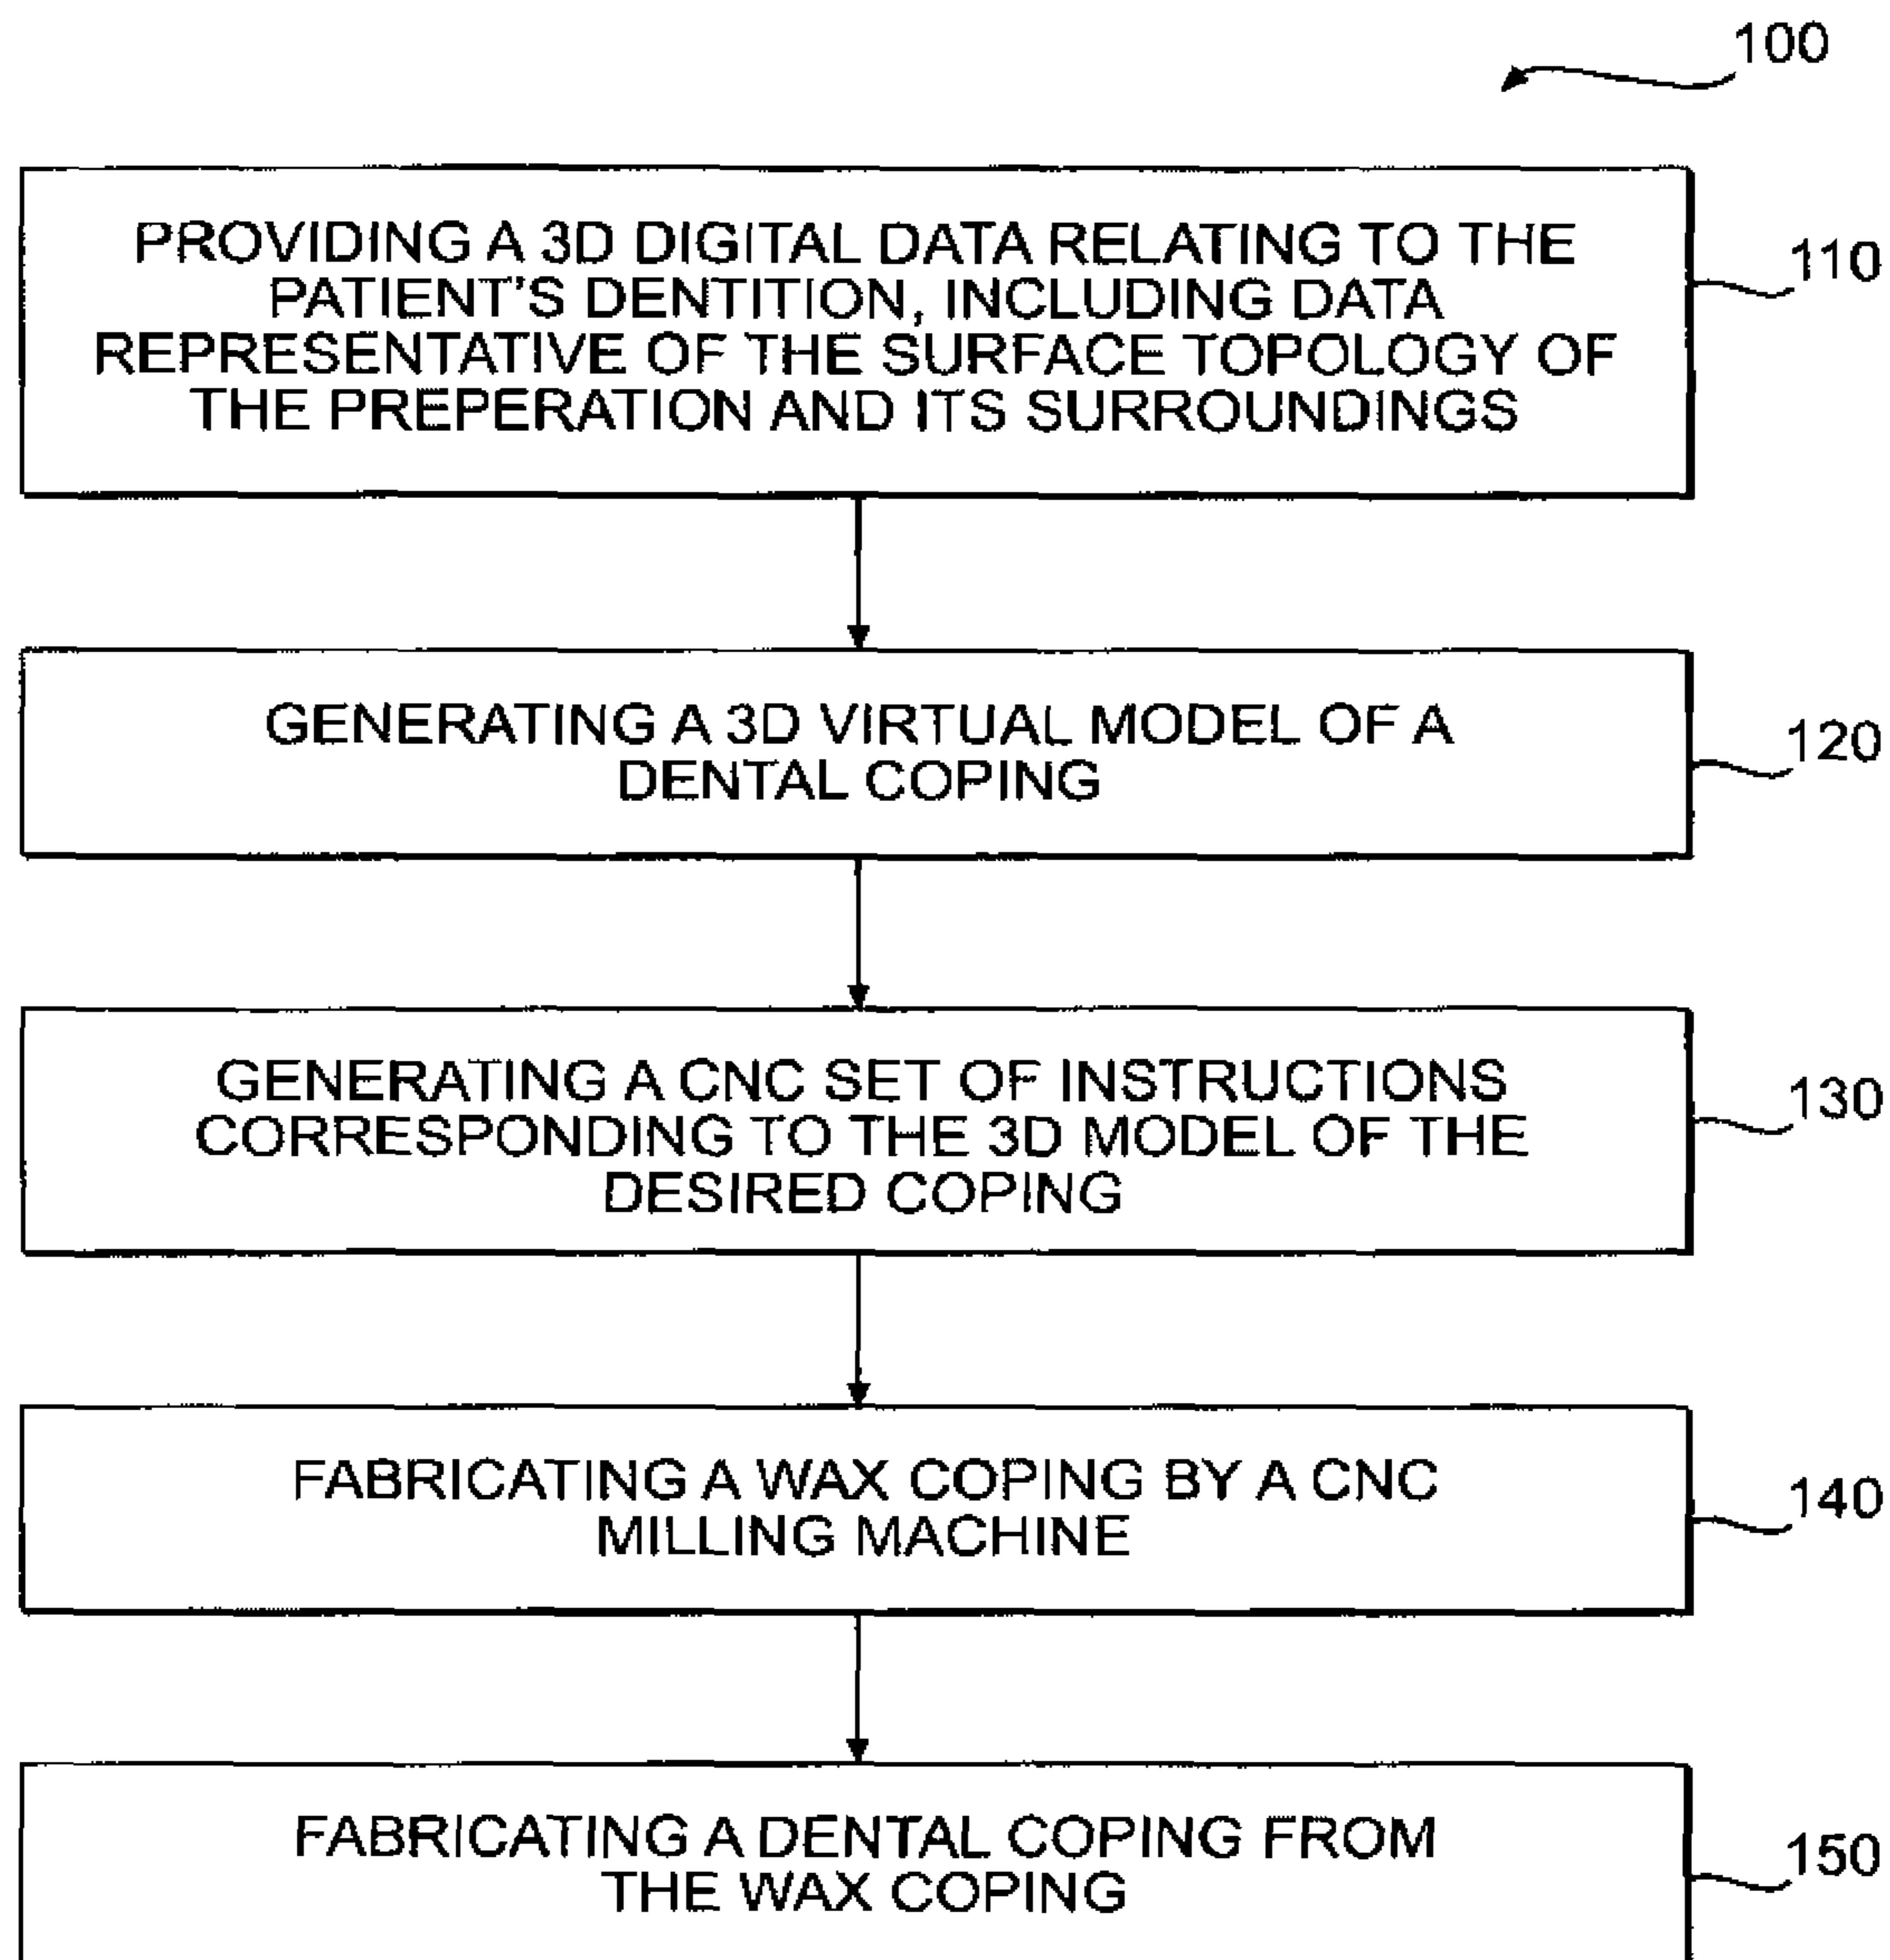 100
PROVIDING A 3D DIGITAL DATA RELATING TO THE
PATIENT'S DENTITION, INCLUDING DATA
REPRESENTATIVE OF THE SURFACE TOPOLOGY OF
THE PREPERATION AND ITS SURROUNDINGS
110
GENERATING A 3D VIRTUAL MODEL OF A
DENTAL COPING
120
GENERATING A CNC SET OF INSTRUCTIONS
CORRESPONDING TO THE 3D MODEL OF THE
DESIRED COPING
130
FABRICATING A WAX COPING BY A CNC
MILLING MACHINE
140
FABRICATING A DENTAL COPING FROM
THE WAX COPING
150